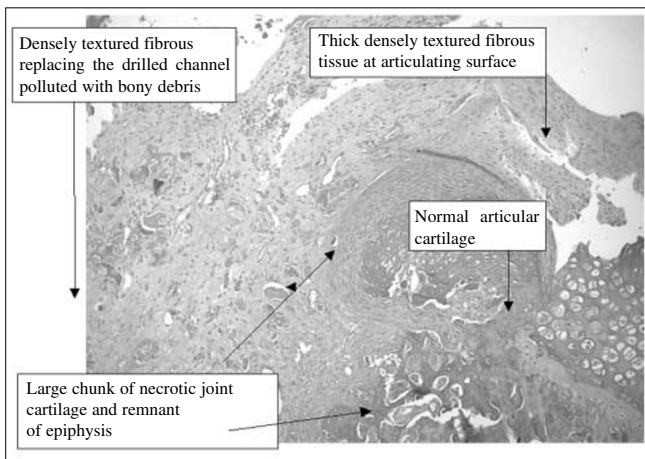 Densely textured fibrous
replacing the drilled channel
polluted with bony debris
Thick densely textured fibrous
tissue at articulating surface
Normal articular
cartilage
Large chunk of necrotic joint
cartilage and remnant
of epiphysis